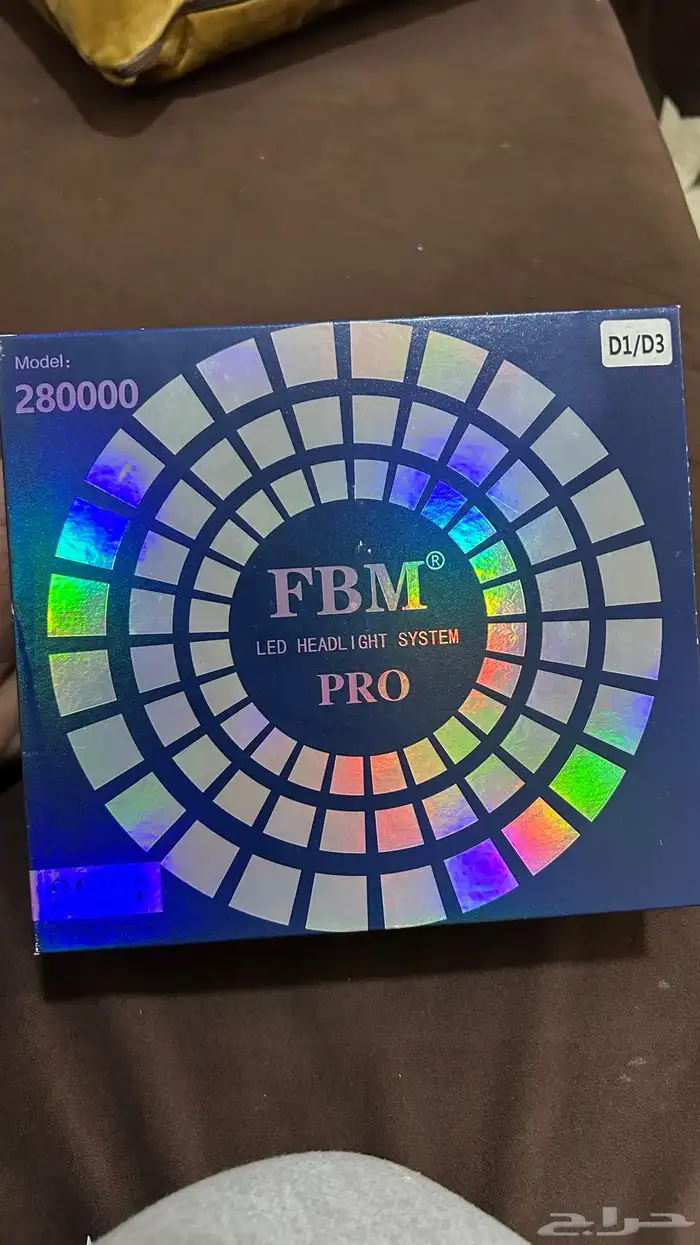 Model:
280000
D1/D3
FBM®
LED HEADLIGHT SYSTEM
PRO
حراج